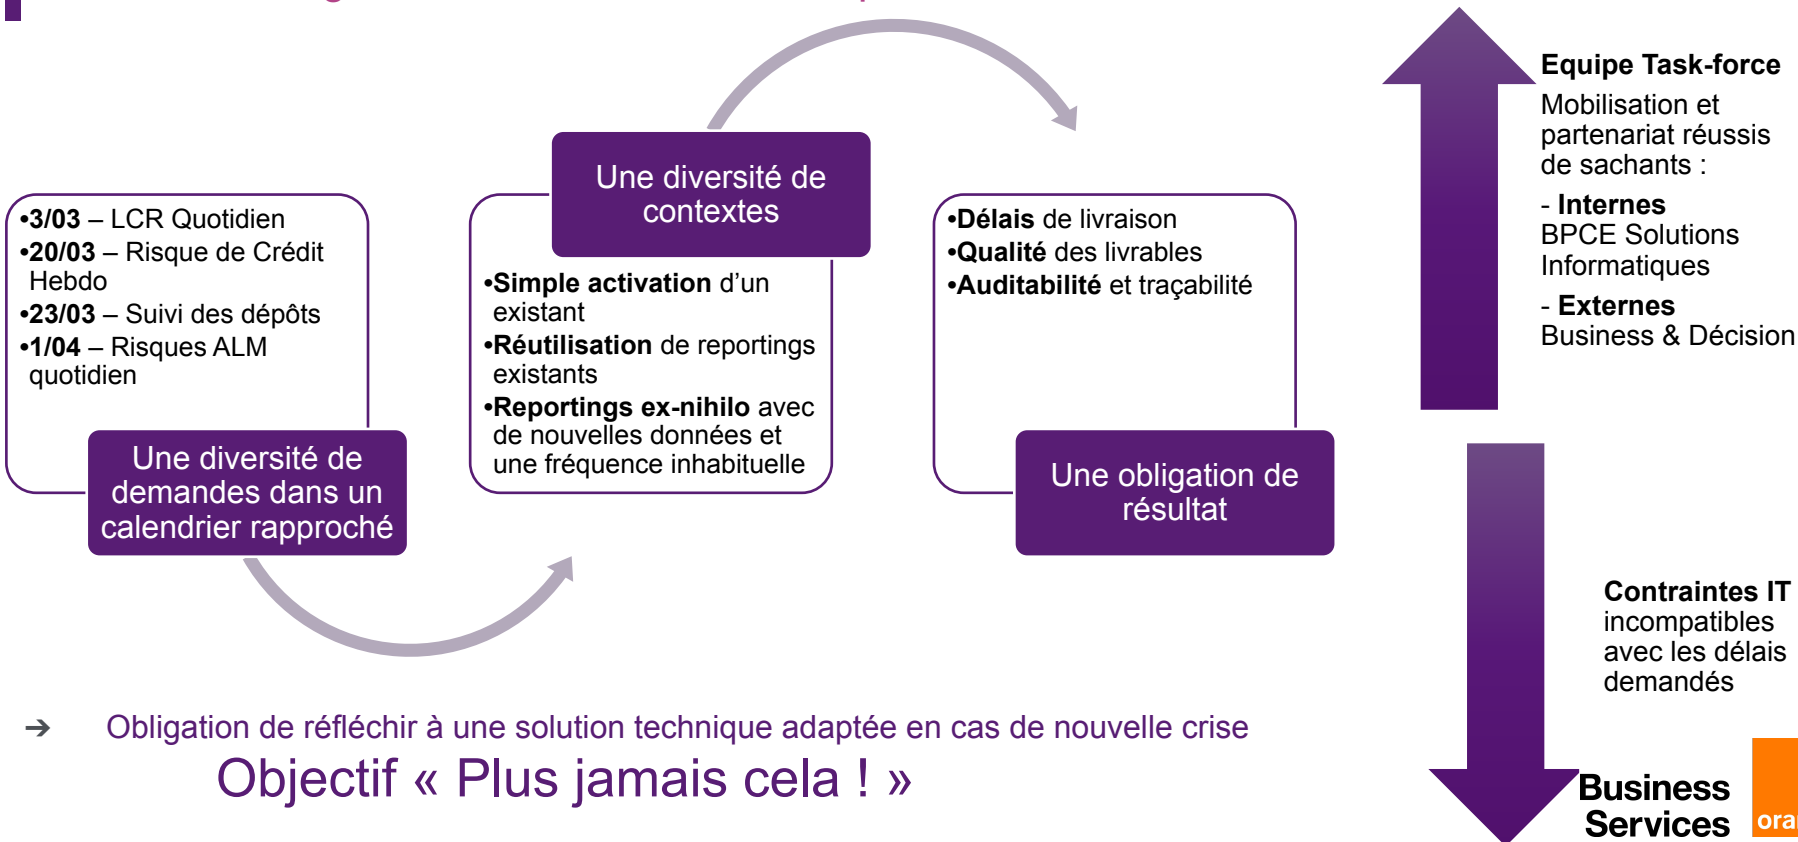 •3/03 – LCR Quotidien
•20/03 – Risque de Crédit
Hebdo
•23/03 – Suivi des dépôts
•1/04 – Risques ALM
quotidien
Une diversité de
demandes dans un
calendrier rapproché
Une diversité de
contextes
•Simple activation d’un
existant
•Réutilisation de reportings
existants
•Reportings ex-nihilo avec
de nouvelles données et
une fréquence inhabituelle
•Délais de livraison
•Qualité des livrables
•Auditabilité et traçabilité
Une obligation de
résultat
Equipe Task-force
Mobilisation et
partenariat réussis
de sachants :
- Internes
BPCE Solutions
Informatiques
- Externes
Business & Décision
Contraintes IT
incompatibles
avec les délais
demandés
➔ Obligation de réfléchir à une solution technique adaptée en cas de nouvelle crise
Objectif « Plus jamais cela ! »
Business
Services